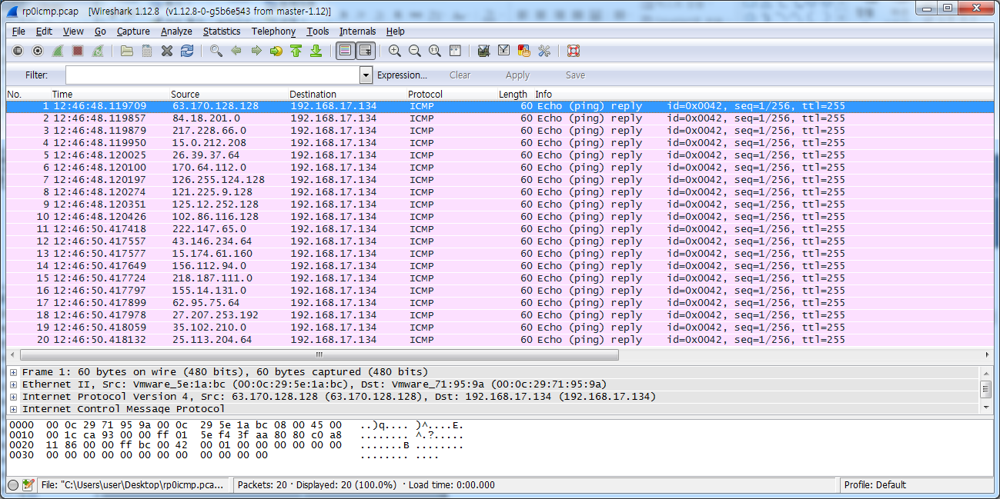 rp0icmp.pcap [Wireshark 1.12.8 (v1.12.8-0-g5b6e543 from master-1.12)]
File Edit View Go Capture Analyze Statistics Telephony Tools Internals Help
Filter: Expression... Clear Apply Save
No. Time Source Destination Protocol Length Info
1 12:46:48.119709 63.170.128.128 192.168.17.134 ICMP 60 Echo (ping) reply id=0x0042, seq=1/256, ttl=255
2 12:46:48.119857 84.18.201.0 192.168.17.134 ICMP 60 Echo (ping) reply id=0x0042, seq=1/256, ttl=255
3 12:46:48.119879 217.228.66.0 192.168.17.134 ICMP 60 Echo (ping) reply id=0x0042, seq=1/256, ttl=255
4 12:46:48.119950 15.0.212.208 192.168.17.134 ICMP 60 Echo (ping) reply id=0x0042, seq=1/256, ttl=255
5 12:46:48.120025 26.39.37.64 192.168.17.134 ICMP 60 Echo (ping) reply id=0x0042, seq=1/256, ttl=255
6 12:46:48.120100 170.64.112.0 192.168.17.134 ICMP 60 Echo (ping) reply id=0x0042, seq=1/256, ttl=255
7 12:46:48.120197 126.255.124.128 192.168.17.134 ICMP 60 Echo (ping) reply id=0x0042, seq=1/256, ttl=255
8 12:46:48.120274 121.225.9.128 192.168.17.134 ICMP 60 Echo (ping) reply id=0x0042, seq=1/256, ttl=255
9 12:46:48.120351 125.12.252.128 192.168.17.134 ICMP 60 Echo (ping) reply id=0x0042, seq=1/256, ttl=255
10 12:46:48.120426 102.86.116.128 192.168.17.134 ICMP 60 Echo (ping) reply id=0x0042, seq=1/256, ttl=255
11 12:46:50.417418 222.147.65.0 192.168.17.134 ICMP 60 Echo (ping) reply id=0x0042, seq=1/256, ttl=255
12 12:46:50.417557 43.146.234.64 192.168.17.134 ICMP 60 Echo (ping) reply id=0x0042, seq=1/256, ttl=255
13 12:46:50.417577 15.174.61.160 192.168.17.134 ICMP 60 Echo (ping) reply id=0x0042, seq=1/256, ttl=255
14 12:46:50.417649 156.112.94.0 192.168.17.134 ICMP 60 Echo (ping) reply id=0x0042, seq=1/256, ttl=255
15 12:46:50.417724 218.187.111.0 192.168.17.134 ICMP 60 Echo (ping) reply id=0x0042, seq=1/256, ttl=255
16 12:46:50.417797 155.14.131.0 192.168.17.134 ICMP 60 Echo (ping) reply id=0x0042, seq=1/256, ttl=255
17 12:46:50.417899 62.95.75.64 192.168.17.134 ICMP 60 Echo (ping) reply id=0x0042, seq=1/256, ttl=255
18 12:46:50.417978 27.207.253.192 192.168.17.134 ICMP 60 Echo (ping) reply id=0x0042, seq=1/256, ttl=255
19 12:46:50.418059 35.102.210.0 192.168.17.134 ICMP 60 Echo (ping) reply id=0x0042, seq=1/256, ttl=255
20 12:46:50.418132 25.113.204.64 192.168.17.134 ICMP 60 Echo (ping) reply id=0x0042, seq=1/256, ttl=255
Frame 1: 60 bytes on wire (480 bits), 60 bytes captured (480 bits)
Ethernet II, Src: Vmware_5e:1a:bc (00:0c:29:5e:1a:bc), Dst: Vmware_71:95:9a (00:0c:29:71:95:9a)
Internet Protocol Version 4, Src: 63.170.128.128 (63.170.128.128), Dst: 192.168.17.134 (192.168.17.134)
Internet Control Message Protocol
0000 00 0c 29 71 95 9a 00 0c 29 5e 1a bc 08 00 45 00 ..)q.... )^....E.
0010 00 1c ca 93 00 00 ff 01 5e f4 3f aa 80 80 c0 a8 ........ ^.?.....
0020 11 86 00 00 ff bc 00 42 00 01 00 00 00 00 00 00 .......B ........
0030 00 00 00 00 00 00 00 00 00 00 00 00 ........ ....
File: "C:\Users\user\Desktop\rp0icmp.pca... Packets: 20 · Displayed: 20 (100.0%) · Load time: 0:00.000 Profile: Default